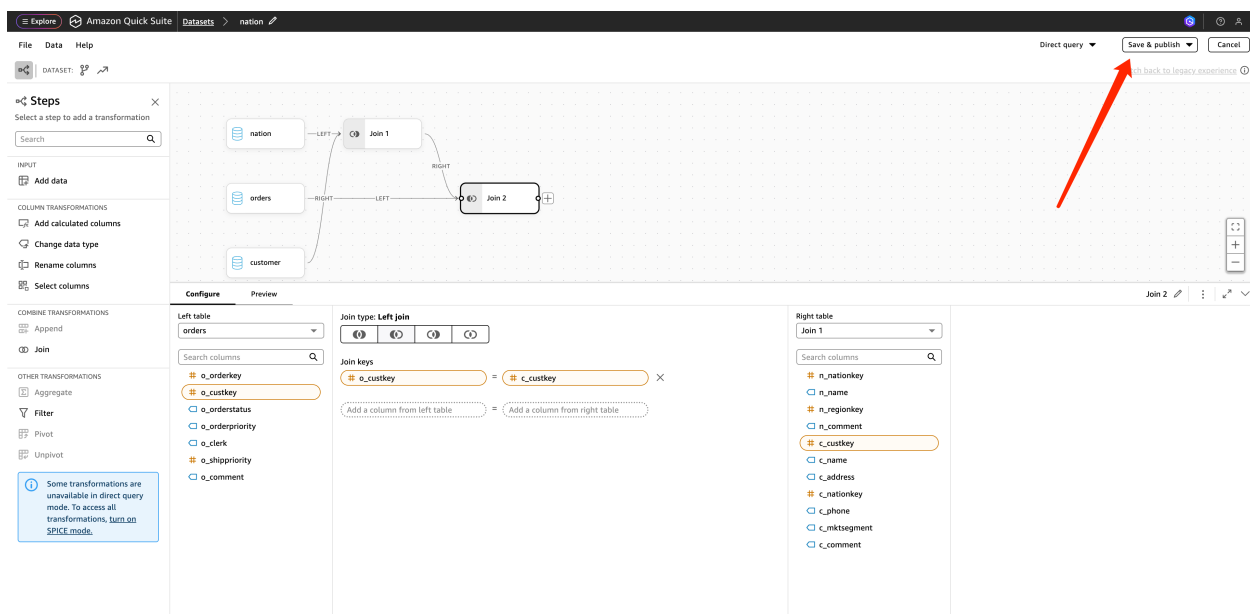 Explore
Amazon Quick Suite
Datasets > nation
File Data Help
Direct query
Save & publish
Cancel
DATASET:
ch back to legacy experience
Steps
Select a step to add a transformation
Search
INPUT
Add data
COLUMN TRANSFORMATIONS
Add calculated columns
Change data type
Rename columns
Select columns
COMBINE TRANSFORMATIONS
Append
Join
OTHER TRANSFORMATIONS
Aggregate
Filter
Pivot
Unpivot
Some transformations are
unavailable in direct query
mode. To access all
transformations, turn on
SPICE mode.
nation
LEFT
Join 1
RIGHT
orders
RIGHT
LEFT
Join 2
customer
Configure Preview
Join 2
Left table
orders
Search columns
o_orderkey
o_custkey
o_orderstatus
o_orderpriority
o_clerk
o_shippriority
o_comment
Join type: Left join
Join keys
o_custkey = c_custkey
Add a column from left table = Add a column from right table
Right table
Join 1
Search columns
n_nationkey
n_name
n_regionkey
n_comment
c_custkey
c_name
c_address
c_nationkey
c_phone
c_mktsegment
c_comment